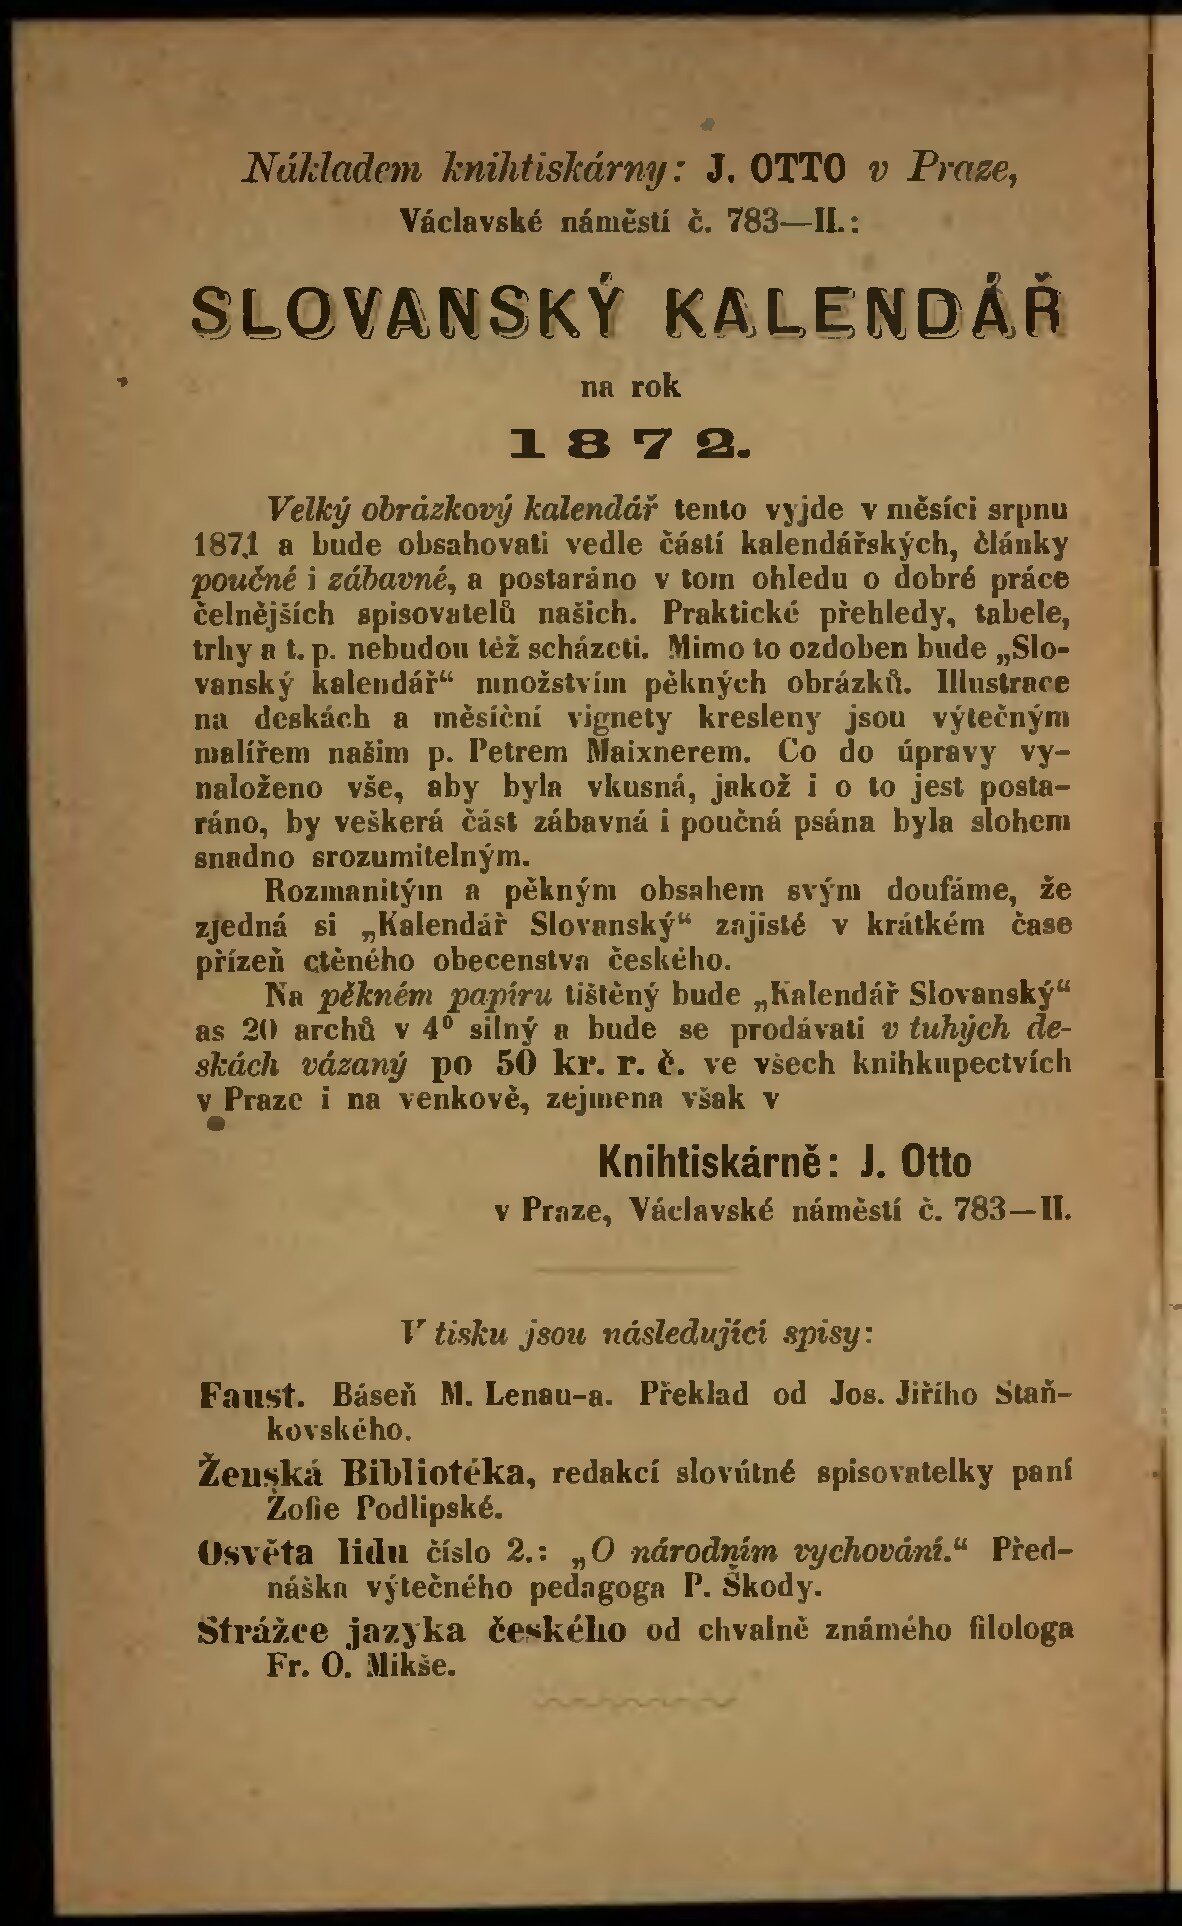 Nákladem knihtiskárny: J. OTTO v Praze,
Václavské náměstí č. 783—II.:
SLOVANSKÝ KALENDÁŘ
na rok
1872.
Velký obrázkový kalendář tento vyjde v měsíci srpnu
1871 a bude obsahovati vedle částí kalendářských, články
poučné i zábavné, a postaráno v tom ohledu o dobré práce
čelnějších spisovatelů našich. Praktické přehledy, tabele,
trhy a t. p. nebudou též scházeti. Mimo to ozdoben bude „Slo-
vanský kalendář“ množstvím pěkných obrázků. Illustrace
na deskách a měsíční vignety kresleny jsou výtečným
malířem našim p. Petrem Maixnerem. Co do úpravy vy-
naloženo vše, aby byla vkusná, jakož i o to jest posta-
ráno, by veškerá část zábavná i poučná psána byla slohem
snadno srozumitelným.
Rozmanitým a pěkným obsahem svým doufáme, že
zjedná si „Kalendář Slovanský“ zajisté v krátkém čase
přízeň ctěného obecenstva českého.
Na pěkném papíru tištěný bude „Kalendář Slovanský“
as 20 archů v 4° silný a bude se prodávati v tuhých de-
skách vázaný po 50 kr. r. č. ve všech knihkupectvích
v Praze i na venkově, zejmena však v
Knihtiskárně: J. Otto
v Praze, Václavské náměstí č. 783—II.
V tisku jsou následující spisy:
Faust. Báseň M. Lenau-a. Překlad od Jos. Jiřího Staň-
kovského.
Ženská Bibliotéka, redakcí slovútné spisovatelky paní
Žofie Podlipské.
Osvěta lidu číslo 2.: „O národním vychování.“ Před-
náška výtečného pedagoga P. Škody.
Strážce jazyka českého od chvalně známého filologa
Fr. O. Mikše.